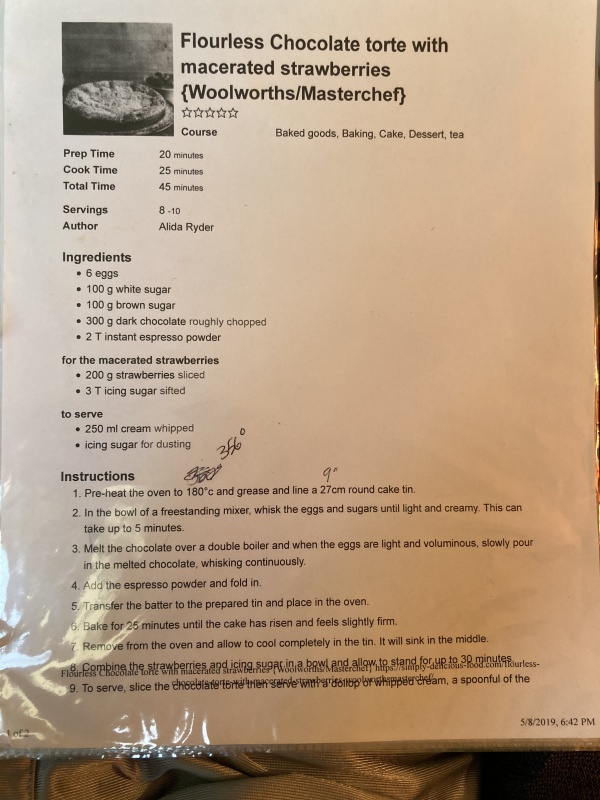 Flourless Chocolate torte with
macerated strawberries
{Woolworths/Masterchef}
☆☆☆☆☆
Course Baked goods, Baking, Cake, Dessert, tea
Prep Time 20 minutes
Cook Time 25 minutes
Total Time 45 minutes
Servings 8 -10
Author Alida Ryder
Ingredients
• 6 eggs
• 100 g white sugar
• 100 g brown sugar
• 300 g dark chocolate roughly chopped
• 2 T instant espresso powder
for the macerated strawberries
• 200 g strawberries sliced
• 3 T icing sugar sifted
to serve
• 250 ml cream whipped
• icing sugar for dusting
9"
Instructions
1. Pre-heat the oven to 180°c and grease and line a 27cm round cake tin.
2. In the bowl of a freestanding mixer, whisk the eggs and sugars until light and creamy. This can
take up to 5 minutes.
3. Melt the chocolate over a double boiler and when the eggs are light and voluminous, slowly pour
in the melted chocolate, whisking continuously.
4. Add the espresso powder and fold in.
5. Transfer the batter to the prepared tin and place in the oven.
6. Bake for 25 minutes until the cake has risen and feels slightly firm.
7. Remove from the oven and allow to cool completely in the tin. It will sink in the middle.
8. Combine the strawberries and icing sugar in a bowl and allow to stand for up to 30 minutes.
Flourless Chocolate torte with macerated strawberries {Woolworths/Masterchef} https://simply-delicious-food.com/flourless-
9. To serve, slice the chocolate torte then serve with a dollop of whipped cream, a spoonful of the
chocolate-torte-with-macerated-strawberries-woolworthsmasterchef/
5/8/2019, 6:42 PM
1 of 2